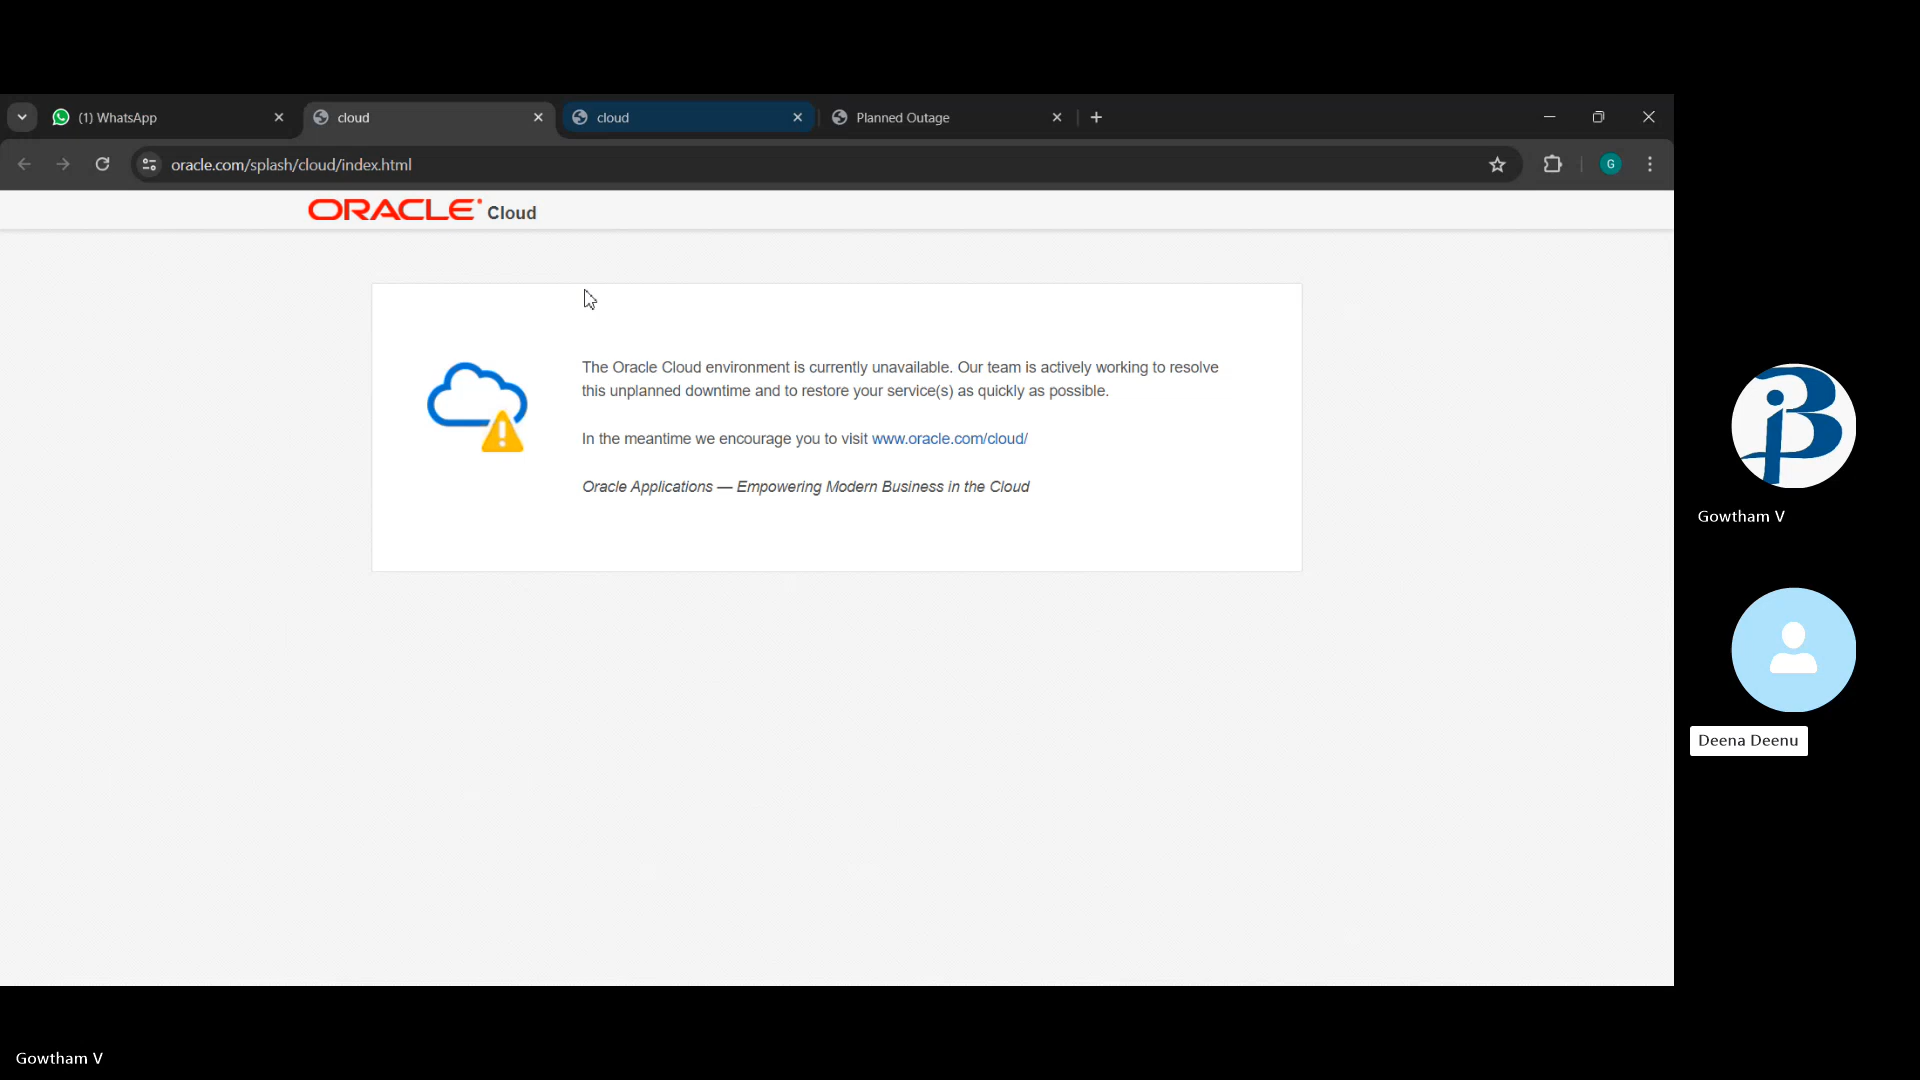 (1) WhatsApp
cloud
cloud
Planned Outage
oracle.com/splash/cloud/index.html
G
ORACLE Cloud
The Oracle Cloud environment is currently unavailable. Our team is actively working to resolve
this unplanned downtime and to restore your service(s) as quickly as possible.
In the meantime we encourage you to visit www.oracle.com/cloud/
Oracle Applications — Empowering Modern Business in the Cloud
Gowtham V
Deena Deenu
Gowtham V